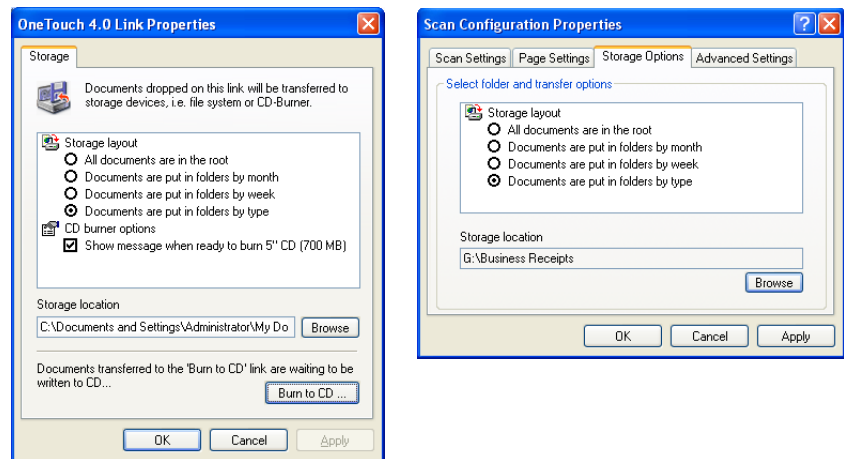 OneTouch 4.0 Link Properties
Storage
Documents dropped on this link will be transferred to
storage devices, i.e. file system or CD-Burner.
Storage layout
All documents are in the root
Documents are put in folders by month
Documents are put in folders by week
Documents are put in folders by type
CD burner options
Show message when ready to burn 5" CD (700 MB)
Storage location
C:\Documents and Settings\Administrator\My Do
Browse
Documents transferred to the 'Burn to CD' link are waiting to be
written to CD...
Burn to CD ...
OK Cancel Apply
Scan Configuration Properties
Scan Settings Page Settings Storage Options Advanced Settings
Select folder and transfer options
Storage layout
All documents are in the root
Documents are put in folders by month
Documents are put in folders by week
Documents are put in folders by type
Storage location
G:\Business Receipts
Browse
OK Cancel Apply